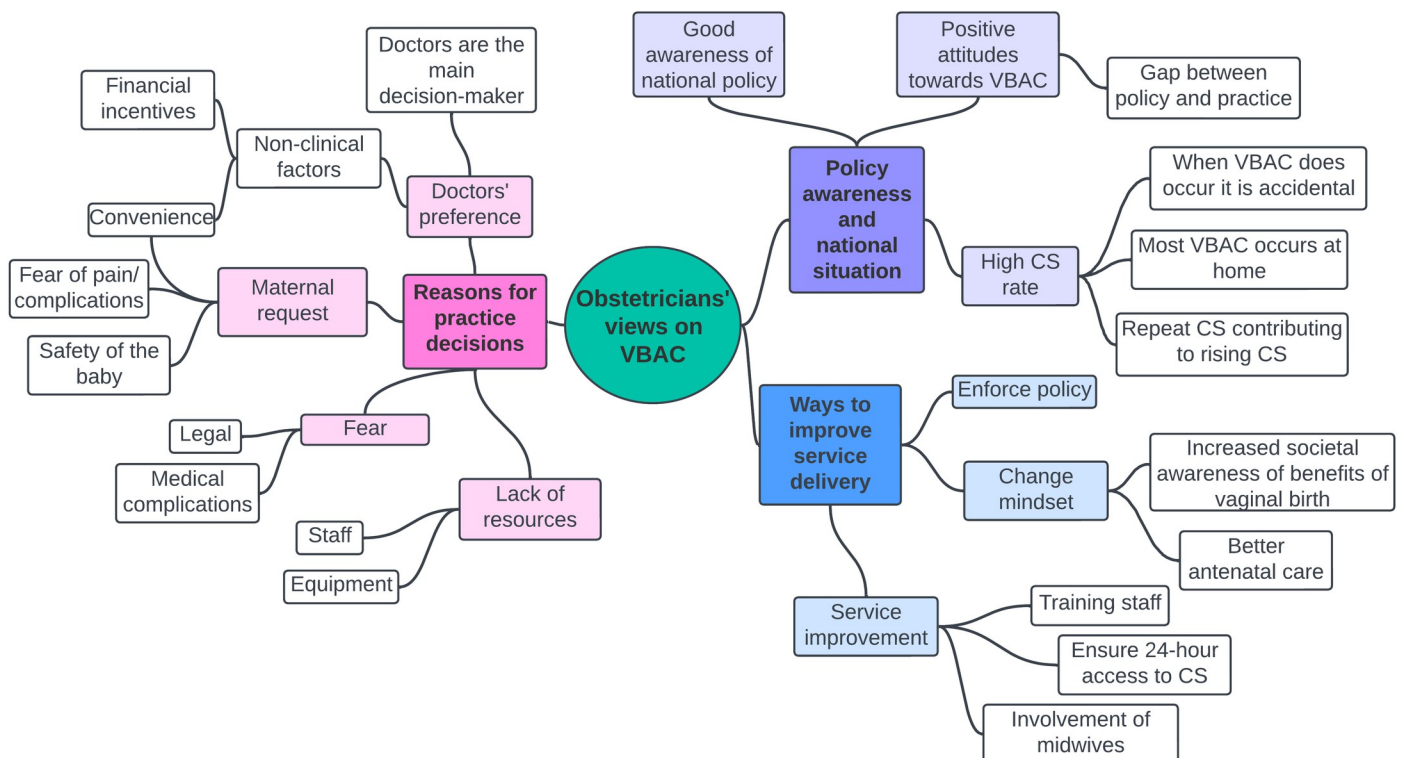 Obstetricians'
views on
VBAC
Reasons for
practice
decisions
Doctors'
preference
Doctors are the
main
decision-maker
Non-clinical
factors
Financial
incentives
Convenience
Maternal
request
Fear of pain/
complications
Safety of the
baby
Fear
Legal
Medical
complications
Lack of
resources
Staff
Equipment
Policy
awareness
and
national
situation
Good
awareness of
national policy
Positive
attitudes
towards VBAC
Gap between
policy and practice
High CS
rate
When VBAC does
occur it is accidental
Most VBAC occurs at
home
Repeat CS contributing
to rising CS
Ways to
improve
service
delivery
Enforce policy
Change
mindset
Increased societal
awareness of benefits of
vaginal birth
Better
antenatal care
Service
improvement
Training staff
Ensure 24-hour
access to CS
Involvement of
midwives